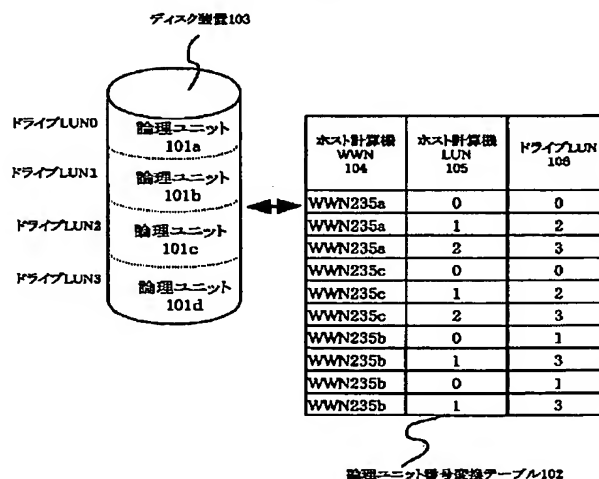 ディスク装置103
ドライブLUN0
論理ユニット
101a
ドライブLUN1
論理ユニット
101b
ドライブLUN2
論理ユニット
101c
ドライブLUN3
論理ユニット
101d
ホスト計算機 WWN 104 ホスト計算機 LUN 105 ドライブLUN 106
WWN235a 0 0
WWN235a 1 2
WWN235a 2 3
WWN235c 0 0
WWN235c 1 2
WWN235c 2 3
WWN235b 0 1
WWN235b 1 3
WWN235b 0 1
WWN235b 1 3
論理ユニット番号変換テーブル102